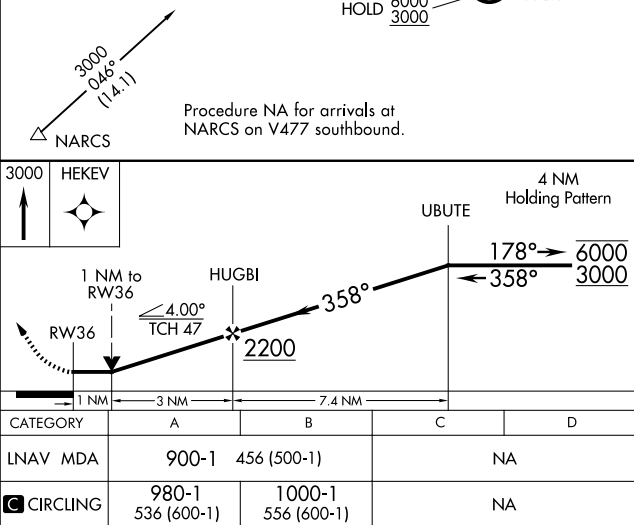 HOLD 6000
3000
3000
046°
(14.1)
NARCS
Procedure NA for arrivals at
NARCS on V477 southbound.
3000
HEKEV
4 NM
Holding Pattern
UBUTE
178° 6000
358° 3000
1 NM to
RW36
HUGBI
358°
4.00°
TCH 47
RW36
2200
1 NM 3 NM 7.4 NM
CATEGORY A B C D
LNAV MDA 900-1 456 (500-1) NA
C CIRCLING 980-1 1000-1 NA
536 (600-1) 556 (600-1)